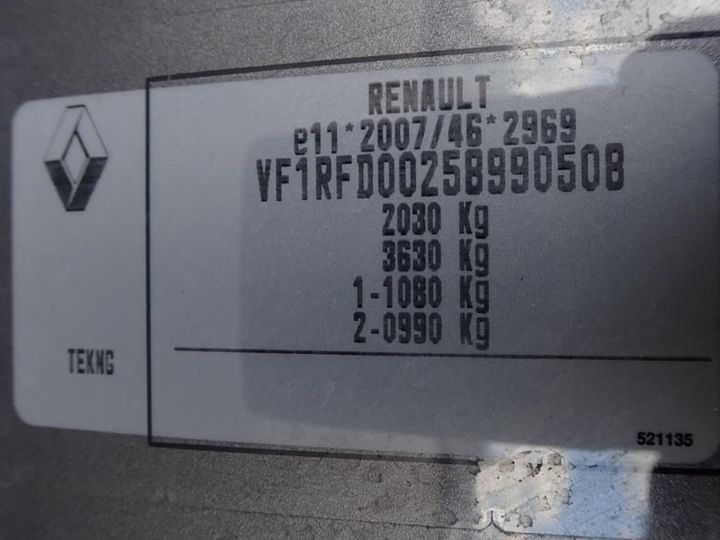 RENAULT
e11*2007/46*2969
VF1RFD00258990508
2030 Kg
3630 Kg
1-1080 Kg
2-0990 Kg
TEKNG
521135